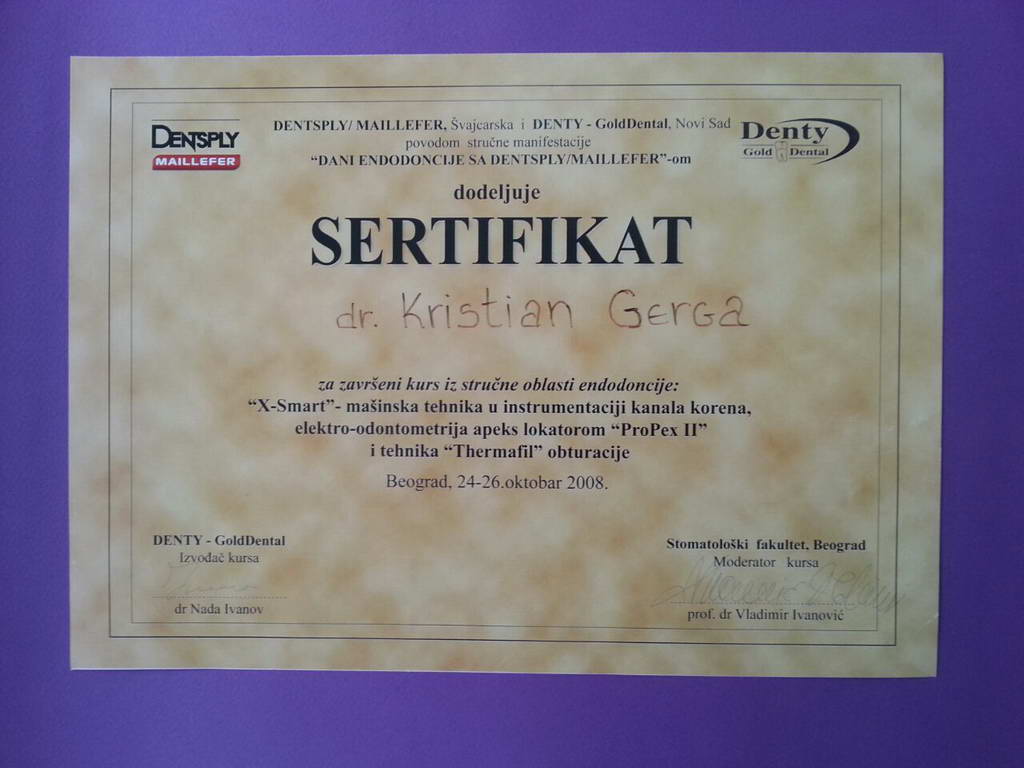 DENTSPLY
MAILLEFER
DENTSPLY/ MAILLEFER, Švajcarska i DENTY - GoldDental, Novi Sad
povodom stručne manifestacije
“DANI ENDODONCIJE SA DENTSPLY/MAILLEFER”-om
Denty
Gold Dental
dodeljuje
SERTIFIKAT
dr. Kristian Gerga
za završeni kurs iz stručne oblasti endodoncije:
“X-Smart”- mašinska tehnika u instrumentaciji kanala korena,
elektro-odontometrija apeks lokatorom “ProPex II”
i tehnika “Thermafil” obturacije
Beograd, 24-26.oktobar 2008.
DENTY - GoldDental
Izvođač kursa
dr Nada Ivanov
Stomatološki fakultet, Beograd
Moderator kursa
prof. dr Vladimir Ivanović